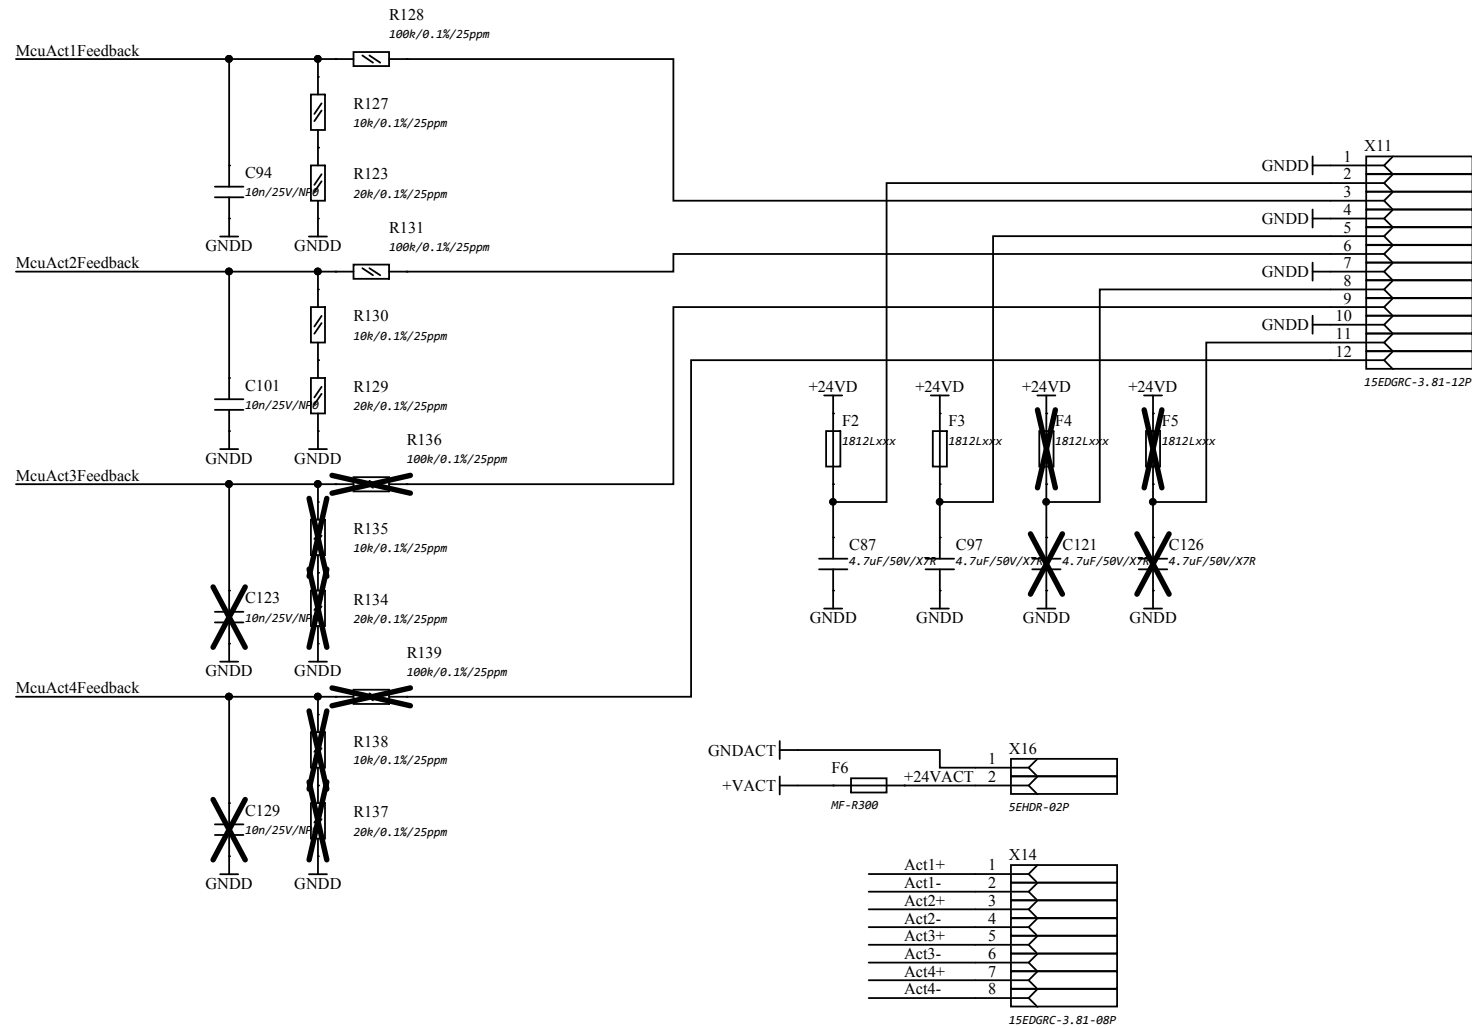 R128
100k/0.1%/25ppm
McuAct1Feedback
R127
10k/0.1%/25ppm
C94
10n/25V/NP0
R123
20k/0.1%/25ppm
GNDD
GNDD
R131
100k/0.1%/25ppm
McuAct2Feedback
R130
10k/0.1%/25ppm
C101
10n/25V/NP0
R129
20k/0.1%/25ppm
GNDD
GNDD
R136
100k/0.1%/25ppm
McuAct3Feedback
R135
10k/0.1%/25ppm
C123
10n/25V/NP0
R134
20k/0.1%/25ppm
GNDD
GNDD
R139
100k/0.1%/25ppm
McuAct4Feedback
R138
10k/0.1%/25ppm
C129
10n/25V/NP0
R137
20k/0.1%/25ppm
GNDD
GNDD
X11
GNDD 1
2
3
GNDD 4
5
6
GNDD 7
8
9
GNDD 10
11
12
15EDGRC-3.81-12P
+24VD +24VD +24VD +24VD
F2 F3 F4 F5
1812Lxxx 1812Lxxx 1812Lxxx 1812Lxxx
C87 C97 C121 C126
4.7uF/50V/X7R 4.7uF/50V/X7R 4.7uF/50V/X7R 4.7uF/50V/X7R
GNDD GNDD GNDD GNDD
X16
GNDACT 1
+VACT F6 +24VACT 2
MF-R300
5EHDR-02P
X14
Act1+ 1
Act1- 2
Act2+ 3
Act2- 4
Act3+ 5
Act3- 6
Act4+ 7
Act4- 8
15EDGRC-3.81-08P